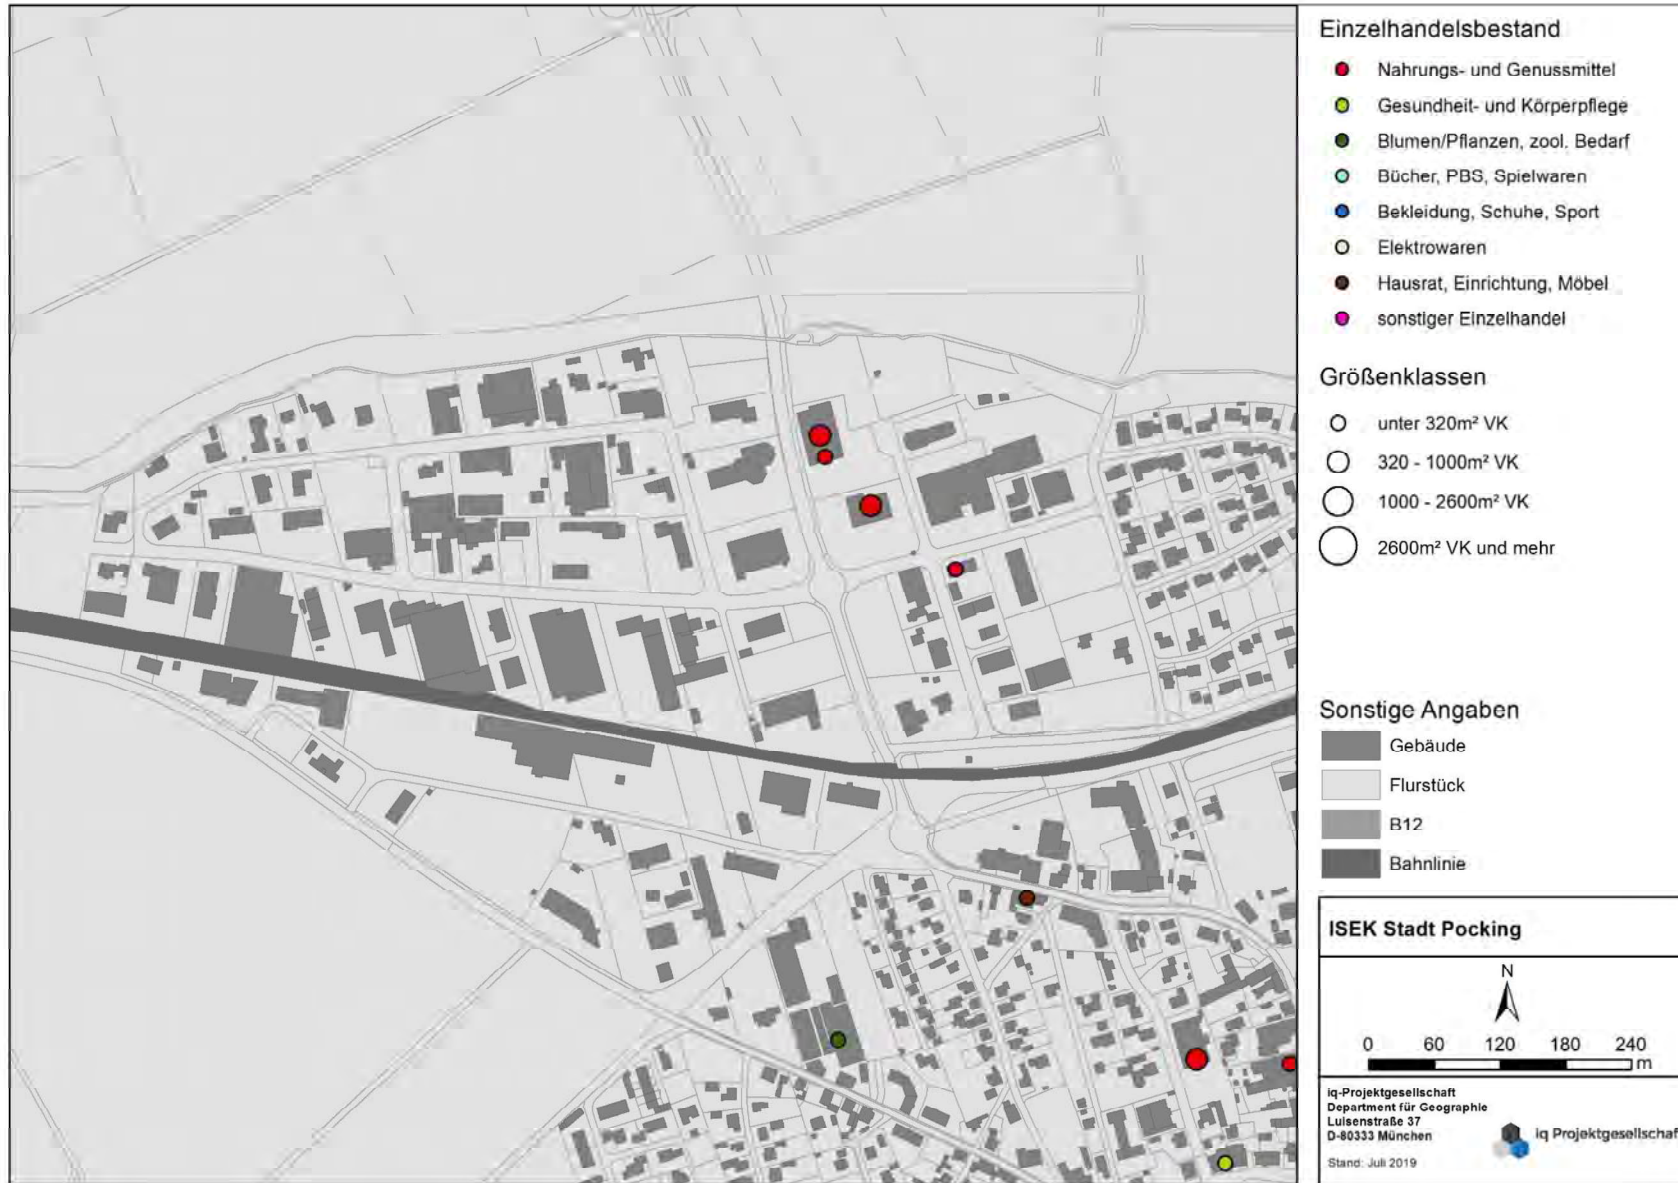 Einzelhandelsbestand
Nahrungs- und Genussmittel
Gesundheit- und Körperpflege
Blumen/Pflanzen, zool. Bedarf
Bücher, PBS, Spielwaren
Bekleidung, Schuhe, Sport
Elektrowaren
Hausrat, Einrichtung, Möbel
sonstiger Einzelhandel
Größenklassen
unter 320m² VK
320 - 1000m² VK
1000 - 2600m² VK
2600m² VK und mehr
Sonstige Angaben
Gebäude
Flurstück
B12
Bahnlinie
ISEK Stadt Pocking
N
0 60 120 180 240
m
iq-Projektgesellschaft
Department für Geographie
Luisenstraße 37
D-80333 München
iq Projektgesellschaf
Stand: Juli 2019